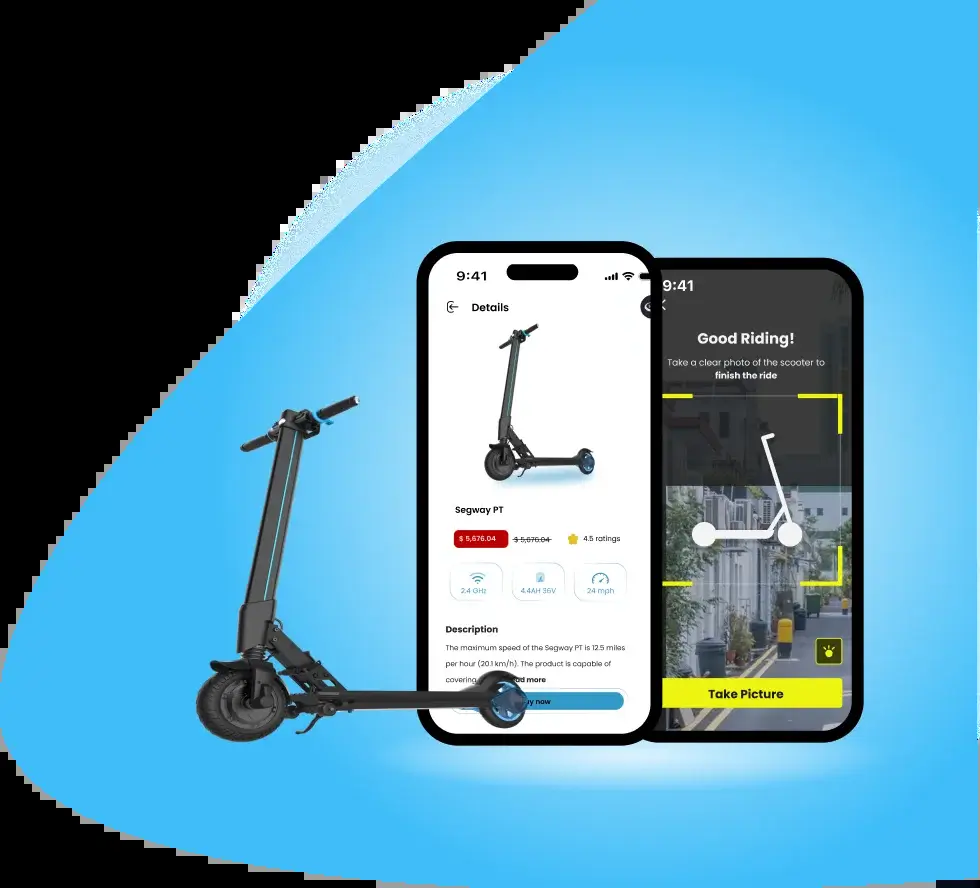 9:41
Details
Segway PT
$ 5,676.04 $ 5,676.04 4.5 ratings
2.4 GHz 4.4AH 36V 24 mph
Description
The maximum speed of the Segway PT is 12.5 miles
per hour (20.1 km/h). The product is capable of
covering more
now
9:41
Good Riding!
Take a clear photo of the scooter to
finish the ride
Take Picture